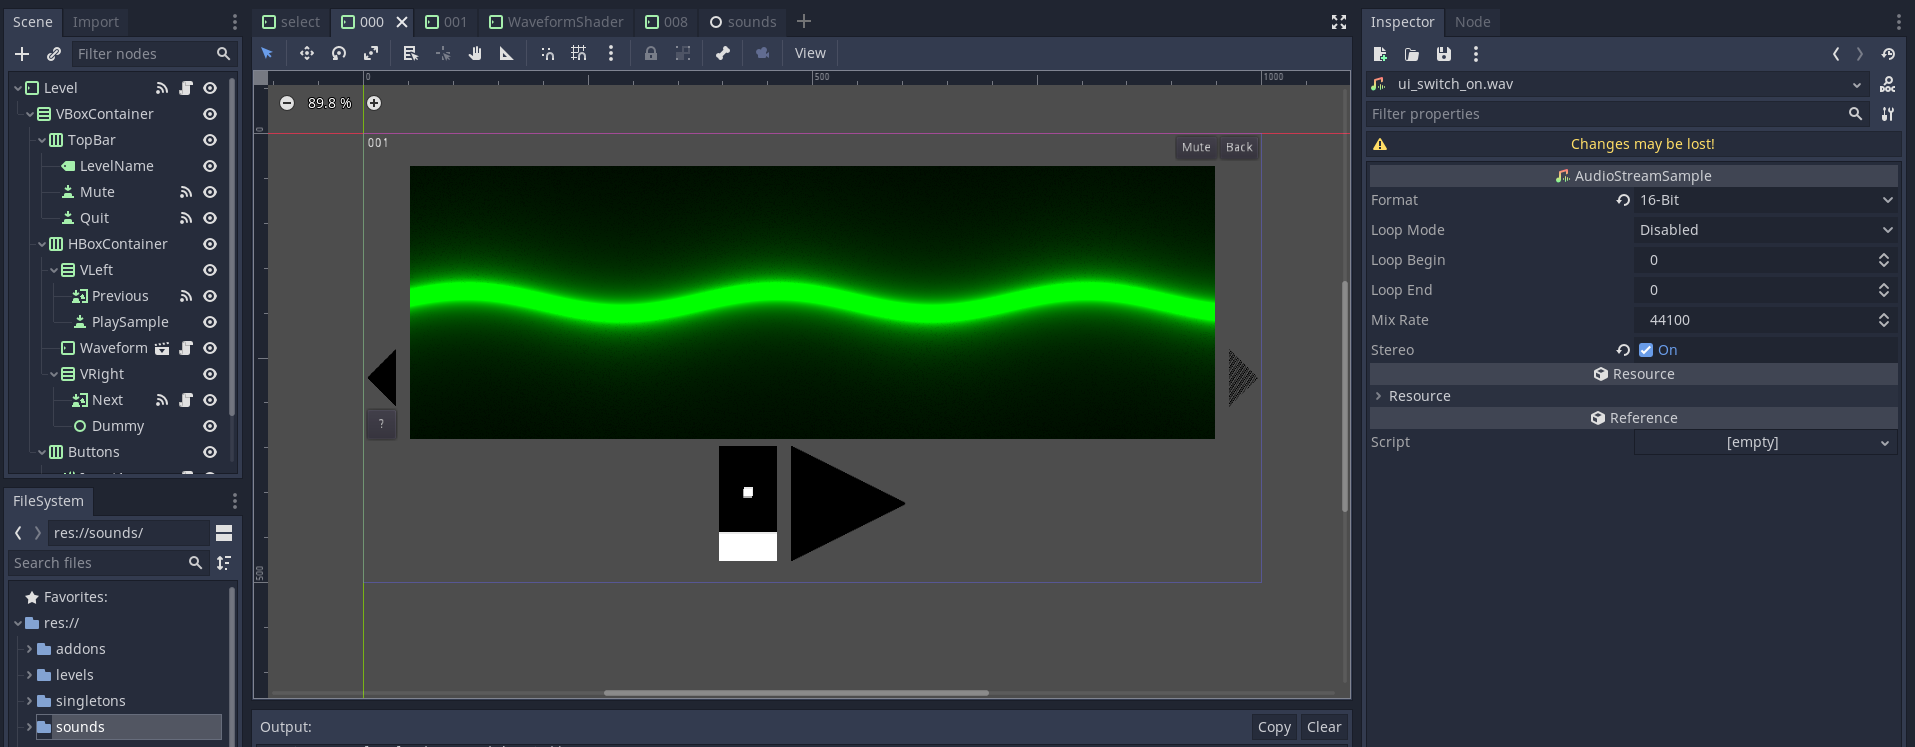 Scene Import
Filter nodes
Level
VBoxContainer
TopBar
LevelName
Mute
Quit
HBoxContainer
VLeft
Previous
PlaySample
Waveform
VRight
Next
Dummy
Buttons
FileSystem
res://sounds/
Search files
Favorites:
res://
addons
levels
singletons
sounds
select 000 001 WaveformShader 008 sounds
View
0 500 1000
89.8 %
0
500
001 Mute Back
?
Output: Copy Clear
Inspector Node
ui_switch_on.wav DOC
Filter properties
Changes may be lost!
AudioStreamSample
Format 16-Bit
Loop Mode Disabled
Loop Begin 0
Loop End 0
Mix Rate 44100
Stereo On
Resource
Resource
Reference
Script [empty]